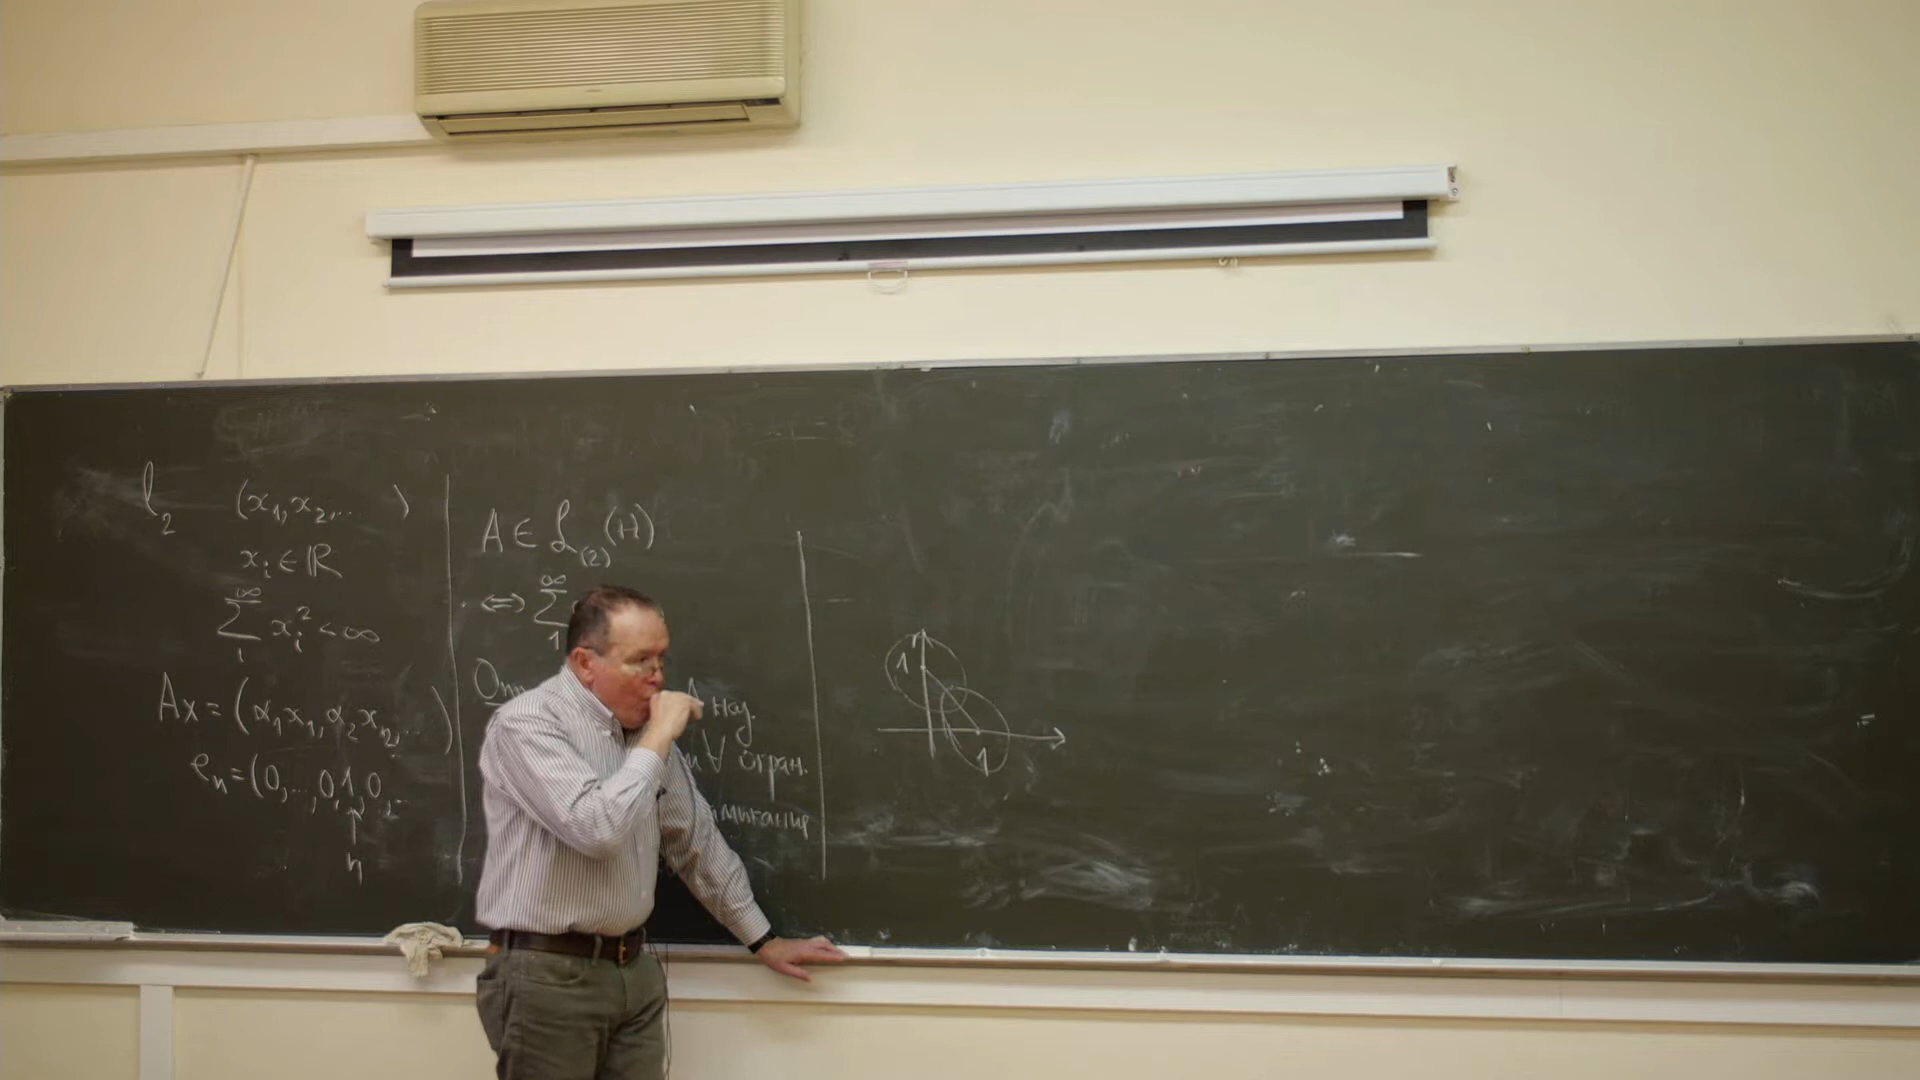 l₂ (x₁, x₂, ... )
xᵢ ∈ ℝ
∞
∑ xᵢ² < ∞
1
Ax = (α₁x₁, α₂x₂, ... )
eₙ = (0, ..., 0, 1, 0, ...
↑
n
A ∈ ℒ₍₂₎(H)
∞
⇔ ∑
1
наз.
∀ огран.
1
1